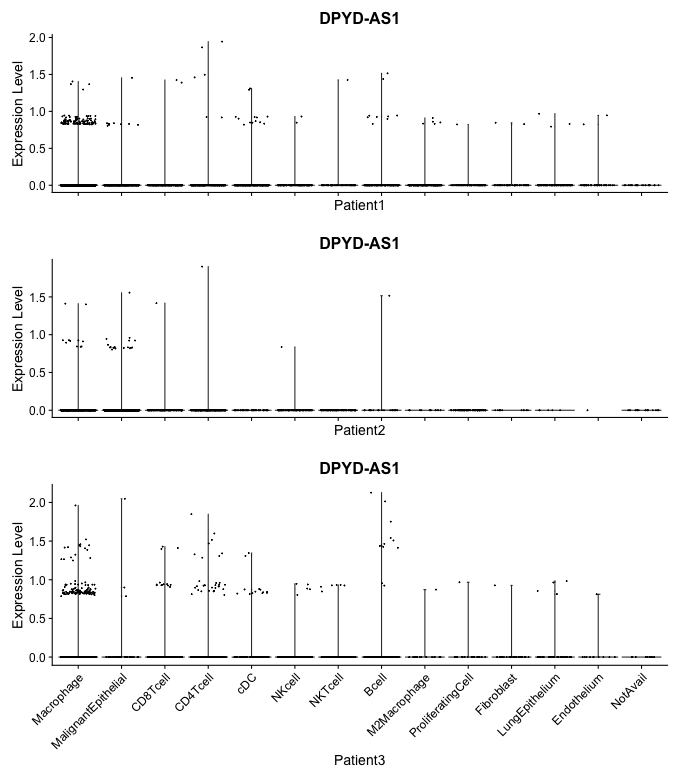 DPYD-AS1
Expression Level
2.0
1.5
1.0
0.5
0.0
Patient1
DPYD-AS1
Expression Level
1.5
1.0
0.5
0.0
Patient2
DPYD-AS1
Expression Level
2.0
1.5
1.0
0.5
0.0
Macrophage
MalignantEpithelial
CD8Tcell
CD4Tcell
cDC
NKcell
NKTcell
Bcell
M2Macrophage
ProliferatingCell
Fibroblast
LungEpithelium
Endothelium
NotAvail
Patient3